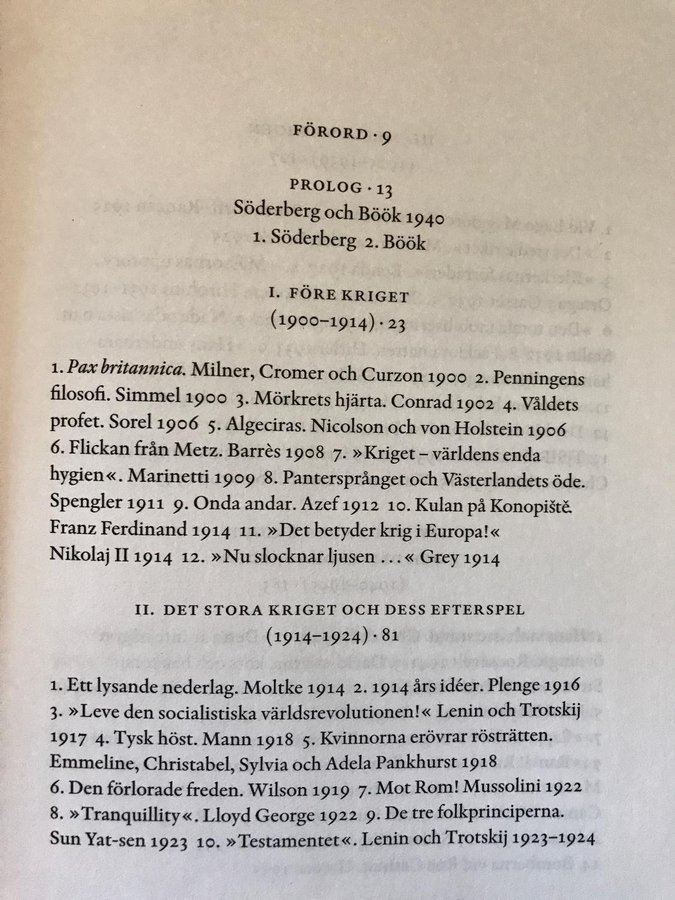 FÖRORD · 9
PROLOG · 13
Söderberg och Böök 1940
1. Söderberg 2. Böök
I. FÖRE KRIGET
(1900–1914) · 23
1. Pax britannica. Milner, Cromer och Curzon 1900 2. Penningens
filosofi. Simmel 1900 3. Mörkrets hjärta. Conrad 1902 4. Våldets
profet. Sorel 1906 5. Algeciras. Nicolson och von Holstein 1906
6. Flickan från Metz. Barrès 1908 7. »Kriget – världens enda
hygien«. Marinetti 1909 8. Pantersprånget och Västerlandets öde.
Spengler 1911 9. Onda andar. Azef 1912 10. Kulan på Konopiště.
Franz Ferdinand 1914 11. »Det betyder krig i Europa!«
Nikolaj II 1914 12. »Nu slocknar ljusen …« Grey 1914
II. DET STORA KRIGET OCH DESS EFTERSPEL
(1914–1924) · 81
1. Ett lysande nederlag. Moltke 1914 2. 1914 års idéer. Plenge 1916
3. »Leve den socialistiska världsrevolutionen!« Lenin och Trotskij
1917 4. Tysk höst. Mann 1918 5. Kvinnorna erövrar rösträtten.
Emmeline, Christabel, Sylvia och Adela Pankhurst 1918
6. Den förlorade freden. Wilson 1919 7. Mot Rom! Mussolini 1922
8. »Tranquillity«. Lloyd George 1922 9. De tre folkprinciperna.
Sun Yat-sen 1923 10. »Testamentet«. Lenin och Trotskij 1923–1924